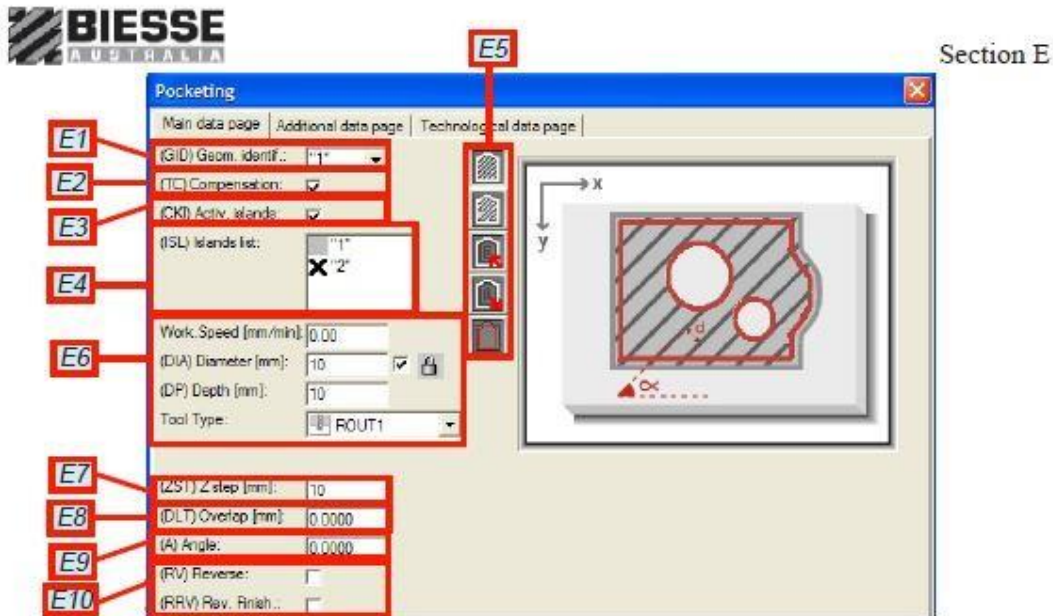 BIESSE
AUSTRALIA
Section E
E5
Pocketing
Main data page Additional data page Technological data page
E1 (GID) Geom. identif.: "1"
E2 (TC) Compensation:
E3 (CKI) Activ. islands:
E4 (ISL) Islands list: "1"
"2"
x
y
Work. Speed [mm/min]: 0.00
E6 (DIA) Diameter [mm]: 10
(DP) Depth [mm]: 10
Tool Type: ROUT1
d
α
E7 (ZST) Z step [mm]: 10
E8 (DLT) Overlap [mm]: 0.0000
E9 (A) Angle: 0.0000
E10 (RV) Reverse:
(RRV) Rev. Finish.: